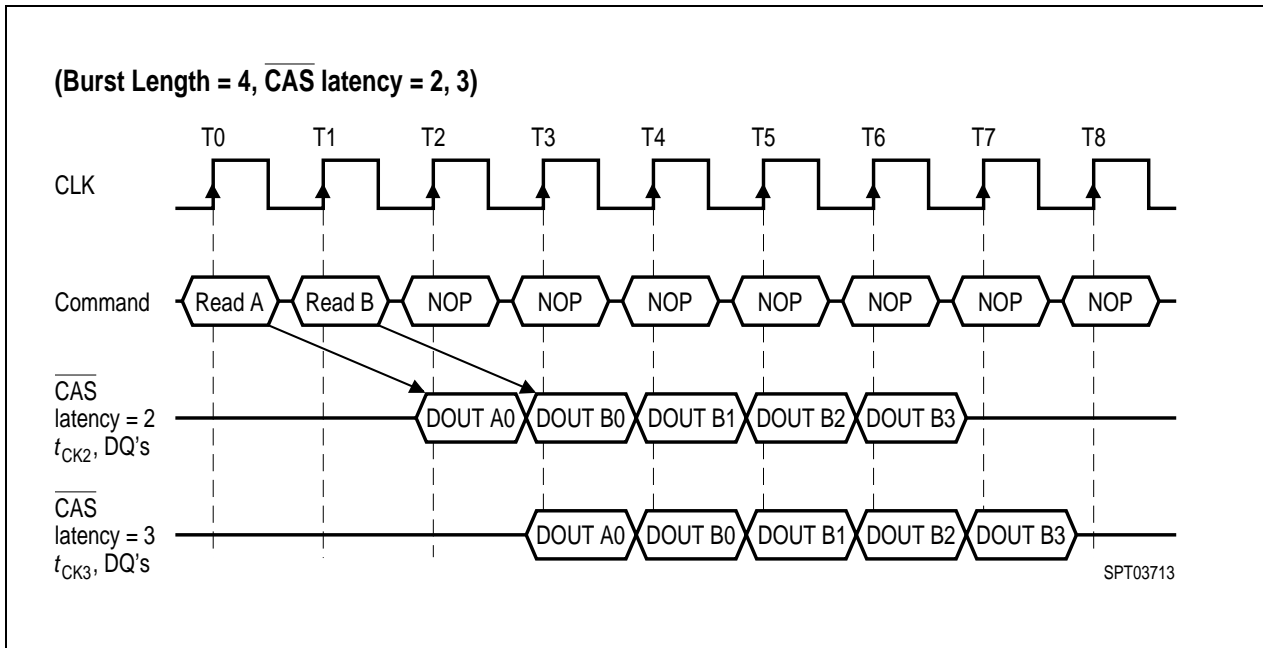 (Burst Length = 4, CAS latency = 2, 3)
T0 T1 T2 T3 T4 T5 T6 T7 T8
CLK
Command Read A Read B NOP NOP NOP NOP NOP NOP NOP
CAS
latency = 2 DOUT A0 DOUT B0 DOUT B1 DOUT B2 DOUT B3
tCK2, DQ's
CAS
latency = 3 DOUT A0 DOUT B0 DOUT B1 DOUT B2 DOUT B3
tCK3, DQ's
SPT03713